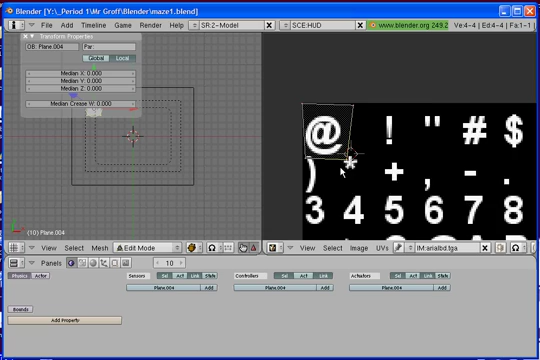 Blender [Y:\_Period 1\Mr Groff\Blender\maze1.blend]
File Add Timeline Game Render Help SR:2-Model SCE:HUD www.blender.org 249.2 Ve:4-4 | Ed:4-4 | Fa:1-1
Transform Properties
OB: Plane.004 Par:
Global Local
Median X: 0.000
Median Y: 0.000
Median Z: 0.000
Median Crease W: 0.000
@ ! " # $
) * + , - .
3 4 5 6 7 8
(10) Plane.004
View Select Mesh Edit Mode View Select Image UVs IM:arialbd.tga
Panels 10
Physics Actor Sensors Sel Act Link State Controllers Sel Act Link Actuators Sel Act Link State
Plane.004 Add Plane.004 Add Plane.004 Add
Bounds
Add Property